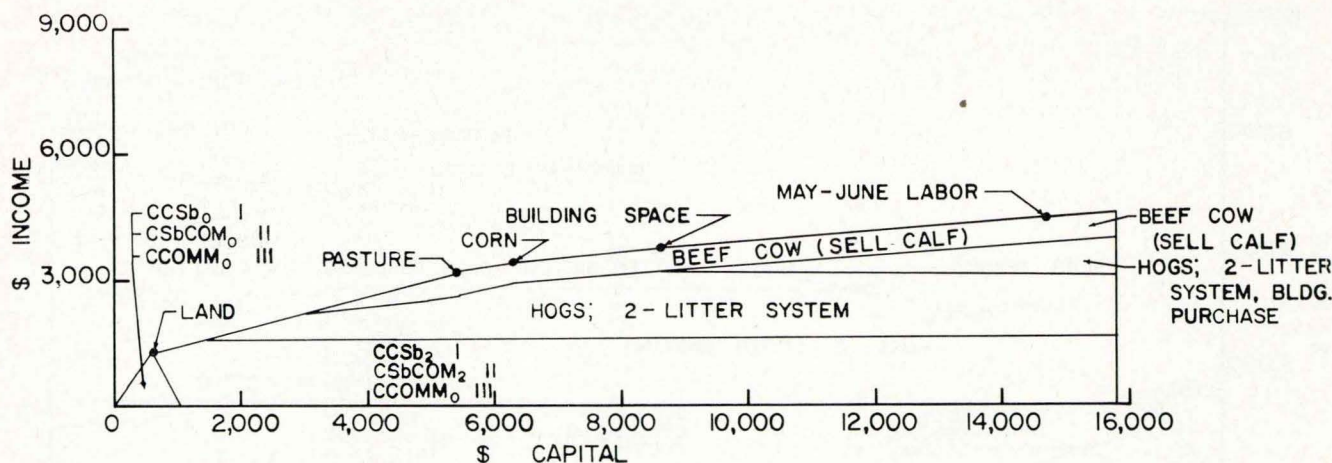 9,000
6,000
3,000
$ INCOME
CCSb₀ I
CSbCOM₀ II
CCOMM₀ III
LAND
PASTURE
CORN
BUILDING SPACE
MAY-JUNE LABOR
BEEF COW (SELL CALF)
HOGS; 2-LITTER SYSTEM
CCSb₂ I
CSbCOM₂ II
CCOMM₀ III
BEEF COW
(SELL CALF)
HOGS; 2-LITTER
SYSTEM, BLDG.
PURCHASE
0 2,000 4,000 6,000 8,000 10,000 12,000 14,000 16,000
$ CAPITAL